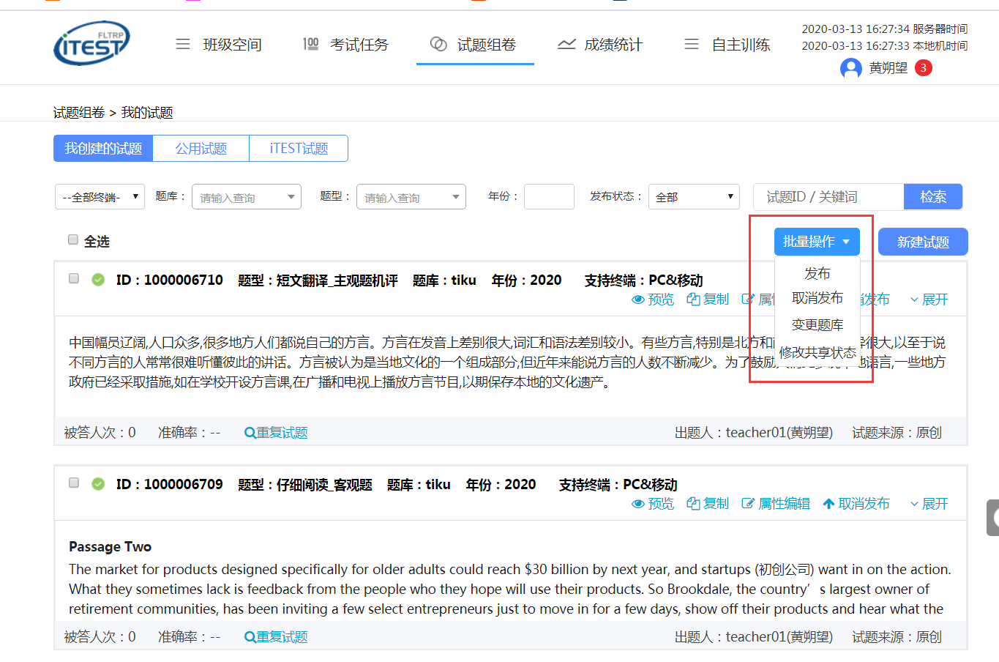 FLTRP
iTEST
班级空间
100 考试任务
试题组卷
成绩统计
自主训练
2020-03-13 16:27:34 服务器时间
2020-03-13 16:27:33 本地机时间
黄朔望 3
试题组卷 > 我的试题
我创建的试题 公用试题 iTEST试题
--全部终端- 题库： 请输入查询 题型： 请输入查询 年份： 发布状态： 全部 试题ID / 关键词 检索
全选 批量操作 新建试题
发布
取消发布
变更题库
修改共享状态
ID：1000006710 题型：短文翻译_主观题机评 题库：tiku 年份：2020 支持终端：PC&移动
预览 复制 属 发布 展开
中国幅员辽阔,人口众多,很多地方人们都说自己的方言。方言在发音上差别很大,词汇和语法差别较小。有些方言,特别是北方和 很大,以至于说
不同方言的人常常很难听懂彼此的讲话。方言被认为是当地文化的一个组成部分,但近年来能说方言的人数不断减少。为了鼓励 地语言,一些地方
政府已经采取措施,如在学校开设方言课,在广播和电视上播放方言节目,以期保存本地的文化遗产。
被答人次：0 准确率：-- 重复试题 出题人：teacher01(黄朔望) 试题来源：原创
ID：1000006709 题型：仔细阅读_客观题 题库：tiku 年份：2020 支持终端：PC&移动
预览 复制 属性编辑 取消发布 展开
Passage Two
The market for products designed specifically for older adults could reach $30 billion by next year, and startups (初创公司) want in on the action.
What they sometimes lack is feedback from the people who they hope will use their products. So Brookdale, the country’s largest owner of
retirement communities, has been inviting a few select entrepreneurs just to move in for a few days, show off their products and hear what the
被答人次：0 准确率：-- 重复试题 出题人：teacher01(黄朔望) 试题来源：原创